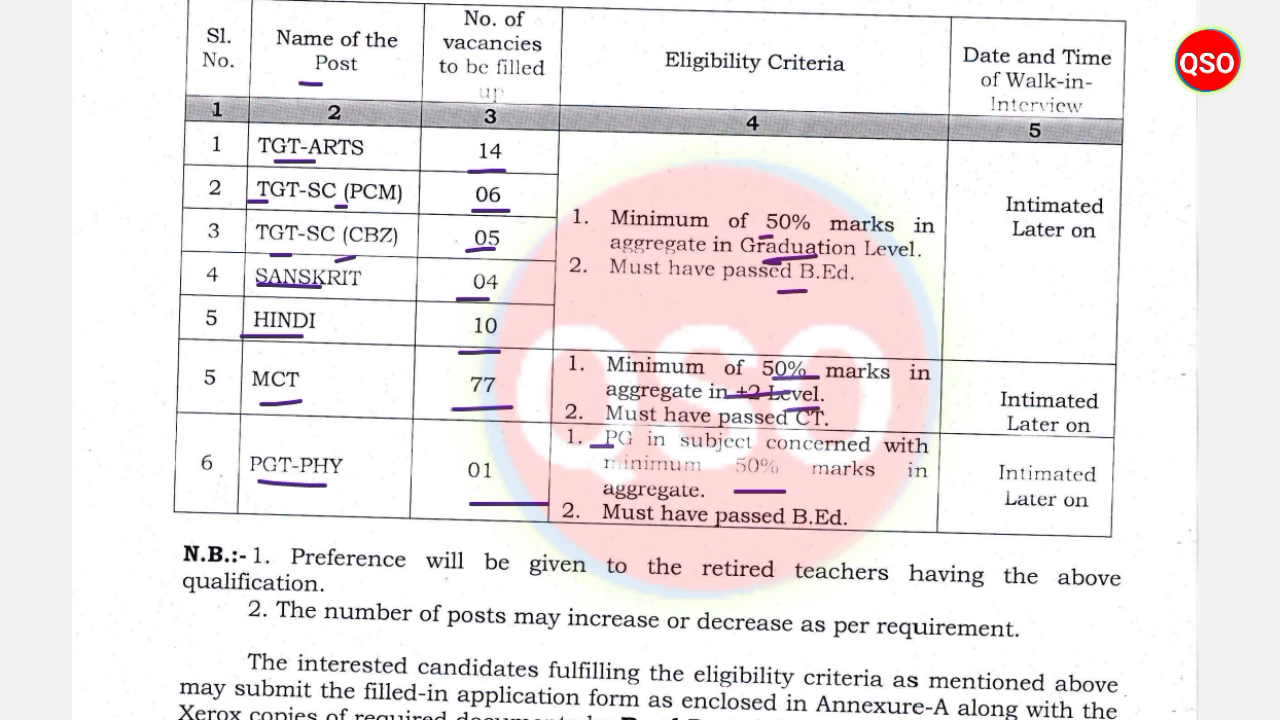 QSO
Sl. No.
Name of the Post
No. of vacancies to be filled up
Eligibility Criteria
Date and Time of Walk-in-Interview
1 2 3 4 5
1 TGT-ARTS 14
2 TGT-SC (PCM) 06
3 TGT-SC (CBZ) 05
4 SANSKRIT 04
5 HINDI 10
1. Minimum of 50% marks in
aggregate in Graduation Level.
2. Must have passed B.Ed.
Intimated
Later on
5 MCT 77
1. Minimum of 50% marks in
aggregate in +2 Level.
2. Must have passed CT.
Intimated
Later on
6 PGT-PHY 01
1. PG in subject concerned with
minimum 50% marks in
aggregate.
2. Must have passed B.Ed.
Intimated
Later on
QSO
N.B.:- 1. Preference will be given to the retired teachers having the above
qualification.
2. The number of posts may increase or decrease as per requirement.
The interested candidates fulfilling the eligibility criteria as mentioned above
may submit the filled-in application form as enclosed in Annexure-A along with the
Xerox copies of required